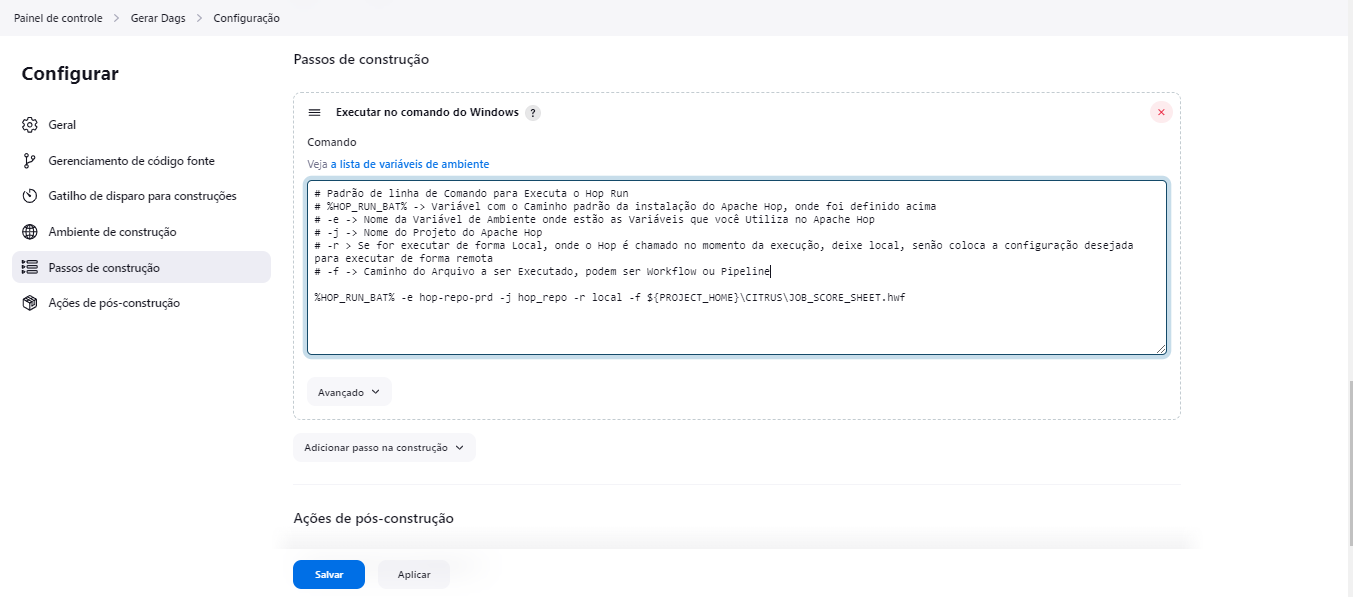 Painel de controle > Gerar Dags > Configuração
Configurar
Geral
Gerenciamento de código fonte
Gatilho de disparo para construções
Ambiente de construção
Passos de construção
Ações de pós-construção
Passos de construção
Executar no comando do Windows ?
Comando
Veja a lista de variáveis de ambiente
# Padrão de linha de Comando para Executa o Hop Run
# %HOP_RUN_BAT% -> Variável com o Caminho padrão da instalação do Apache Hop, onde foi definido acima
# -e -> Nome da Variável de Ambiente onde estão as Variáveis que você Utiliza no Apache Hop
# -j -> Nome do Projeto do Apache Hop
# -r > Se for executar de forma Local, onde o Hop é chamado no momento da execução, deixe local, senão coloca a configuração desejada
para executar de forma remota
# -f -> Caminho do Arquivo a ser Executado, podem ser Workflow ou Pipeline
%HOP_RUN_BAT% -e hop-repo-prd -j hop_repo -r local -f ${PROJECT_HOME}\CITRUS\JOB_SCORE_SHEET.hwf
Avançado
Adicionar passo na construção
Ações de pós-construção
Salvar
Aplicar